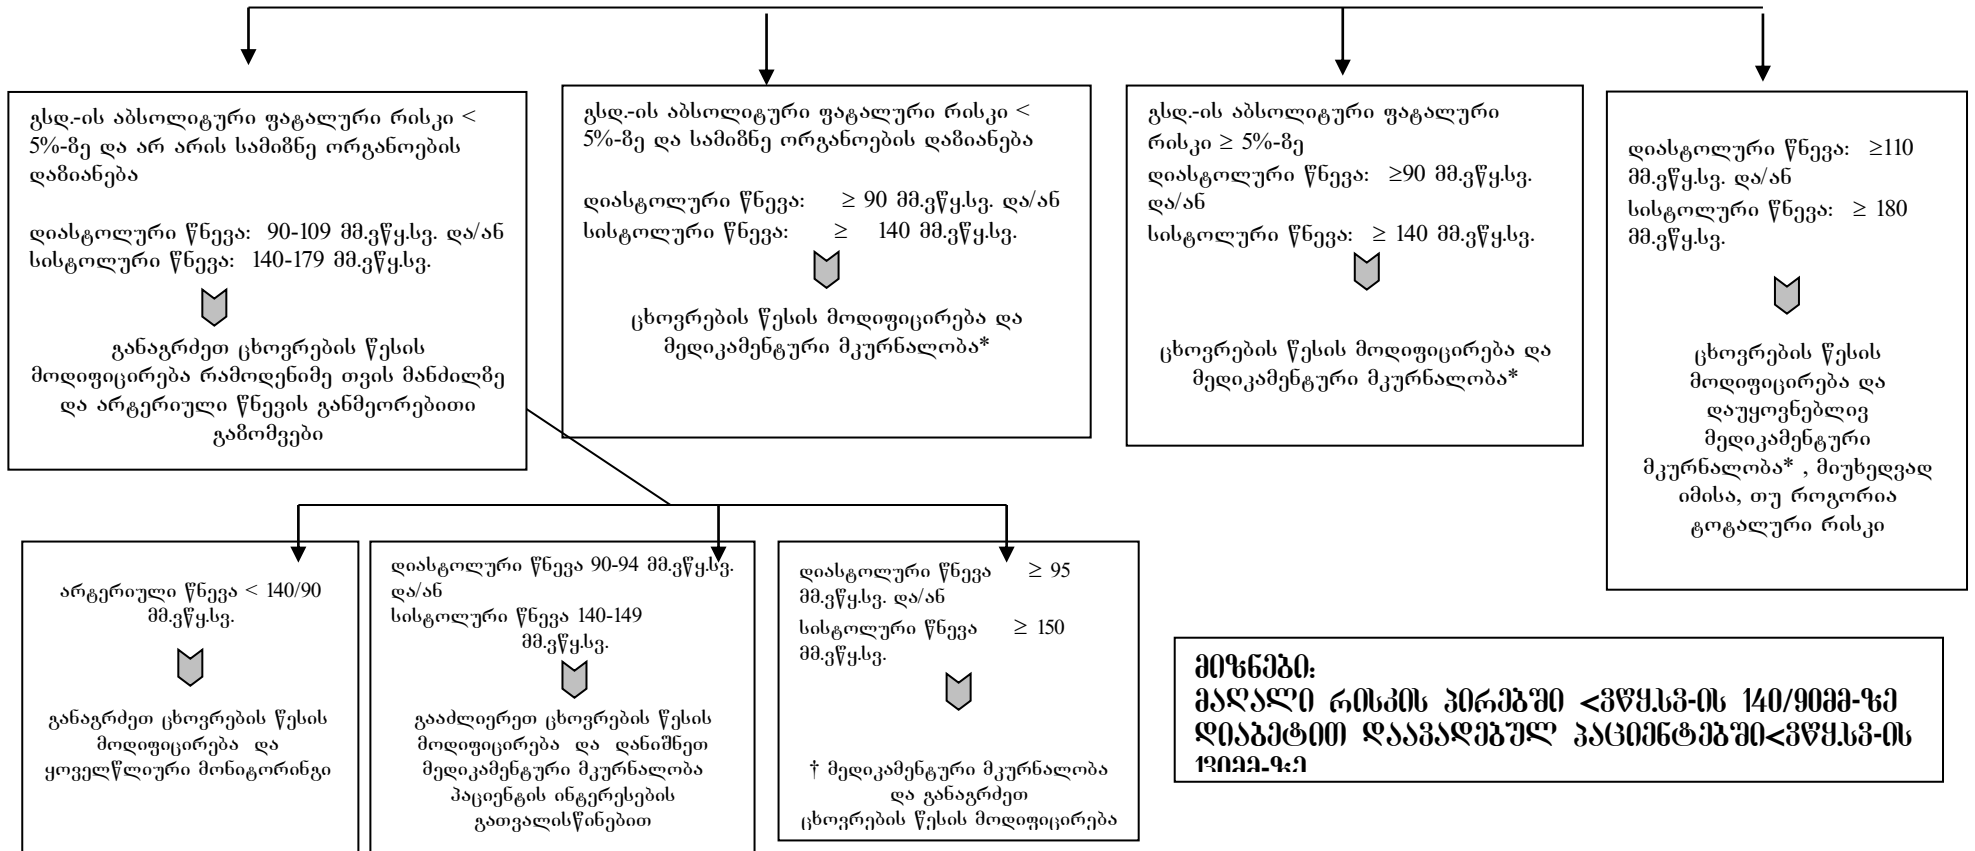 გსდ.-ის აბსოლიტური ფატალური რისკი <
5%-ზე და არ არის სამიზნე ორგანოების
დაზიანება
დიასტოლური წნევა: 90-109 მმ.ვწყ.სვ. და/ან
სისტოლური წნევა: 140-179 მმ.ვწყ.სვ.
განაგრძეთ ცხოვრების წესის
მოდიფიცირება რამოდენიმე თვის მანძილზე
და არტერიული წნევის განმეორებითი
გაზომვები
გსდ.-ის აბსოლიტური ფატალური რისკი <
5%-ზე და სამიზნე ორგანოების დაზიანება
დიასტოლური წნევა: ≥ 90 მმ.ვწყ.სვ. და/ან
სისტოლური წნევა: ≥ 140 მმ.ვწყ.სვ.
ცხოვრების წესის მოდიფიცირება და
მედიკამენტური მკურნალობა*
გსდ.-ის აბსოლიტური ფატალური
რისკი ≥ 5%-ზე
დიასტოლური წნევა: ≥90 მმ.ვწყ.სვ.
და/ან
სისტოლური წნევა: ≥ 140 მმ.ვწყ.სვ.
ცხოვრების წესის მოდიფიცირება და
მედიკამენტური მკურნალობა*
დიასტოლური წნევა: ≥110
მმ.ვწყ.სვ. და/ან
სისტოლური წნევა: ≥ 180
მმ.ვწყ.სვ.
ცხოვრების წესის
მოდიფიცირება და
დაუყოვნებლივ
მედიკამენტური
მკურნალობა* , მიუხედვად
იმისა, თუ როგორია
ტოტალური რისკი
არტერიული წნევა < 140/90
მმ.ვწყ.სვ.
განაგრძეთ ცხოვრების წესის
მოდიფიცირება და
ყოველწლიური მონიტორინგი
დიასტოლური წნევა 90-94 მმ.ვწყ.სვ.
და/ან
სისტოლური წნევა 140-149
მმ.ვწყ.სვ.
გააძლიერეთ ცხოვრების წესის
მოდიფიცირება და დანიშნეთ
მედიკამენტური მკურნალობა
პაციენტის ინტერესების
გათვალისწინებით
დიასტოლური წნევა ≥ 95
მმ.ვწყ.სვ. და/ან
სისტოლური წნევა ≥ 150
მმ.ვწყ.სვ.
† მედიკამენტური მკურნალობა
და განაგრძეთ
ცხოვრების წესის მოდიფიცირება
მიზნები:
მაღალი რისკის პირებში <ვწყ.სვ-ის 140/90მმ-ზე
დიაბეტით დაავადებულ პაციენტებში<ვწყ.სვ-ის